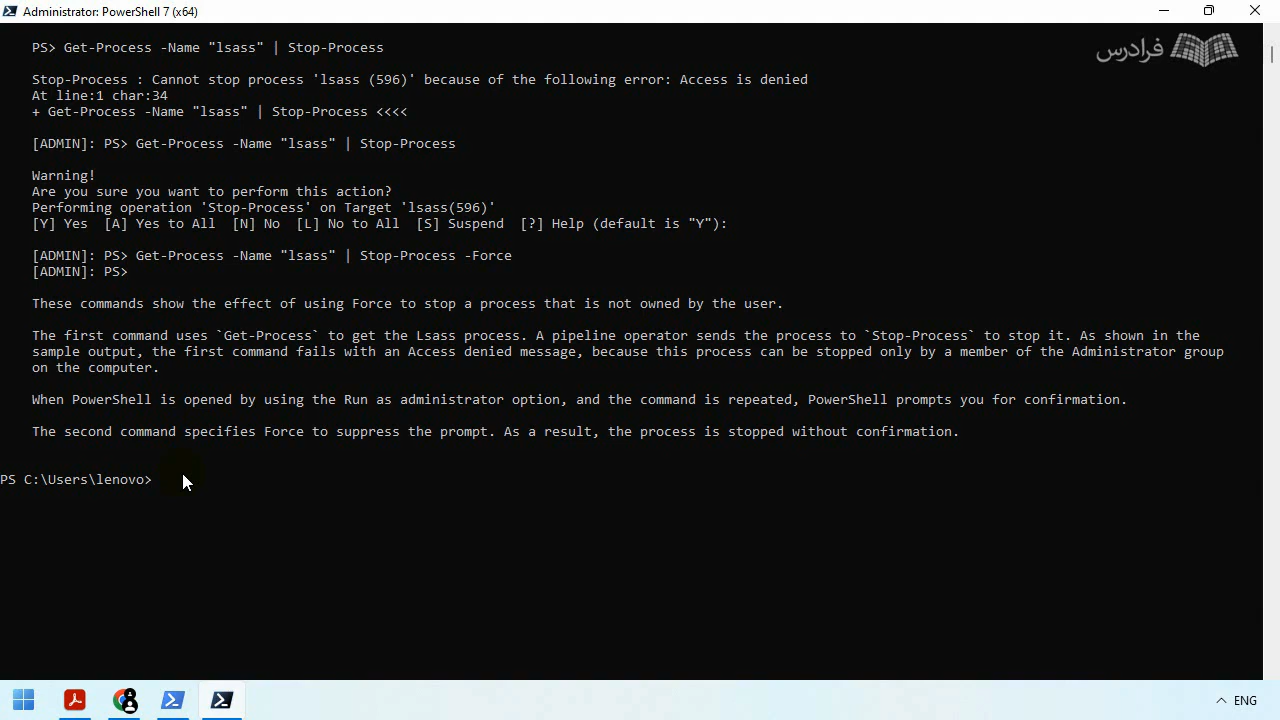 Administrator: PowerShell 7 (x64)
فرادرس
PS> Get-Process -Name "lsass" | Stop-Process
Stop-Process : Cannot stop process 'lsass (596)' because of the following error: Access is denied
At line:1 char:34
+ Get-Process -Name "lsass" | Stop-Process <<<<
[ADMIN]: PS> Get-Process -Name "lsass" | Stop-Process
Warning!
Are you sure you want to perform this action?
Performing operation 'Stop-Process' on Target 'lsass(596)'
[Y] Yes [A] Yes to All [N] No [L] No to All [S] Suspend [?] Help (default is "Y"):
[ADMIN]: PS> Get-Process -Name "lsass" | Stop-Process -Force
[ADMIN]: PS>
These commands show the effect of using Force to stop a process that is not owned by the user.
The first command uses `Get-Process` to get the Lsass process. A pipeline operator sends the process to `Stop-Process` to stop it. As shown in the
sample output, the first command fails with an Access denied message, because this process can be stopped only by a member of the Administrator group
on the computer.
When PowerShell is opened by using the Run as administrator option, and the command is repeated, PowerShell prompts you for confirmation.
The second command specifies Force to suppress the prompt. As a result, the process is stopped without confirmation.
PS C:\Users\lenovo>
ENG